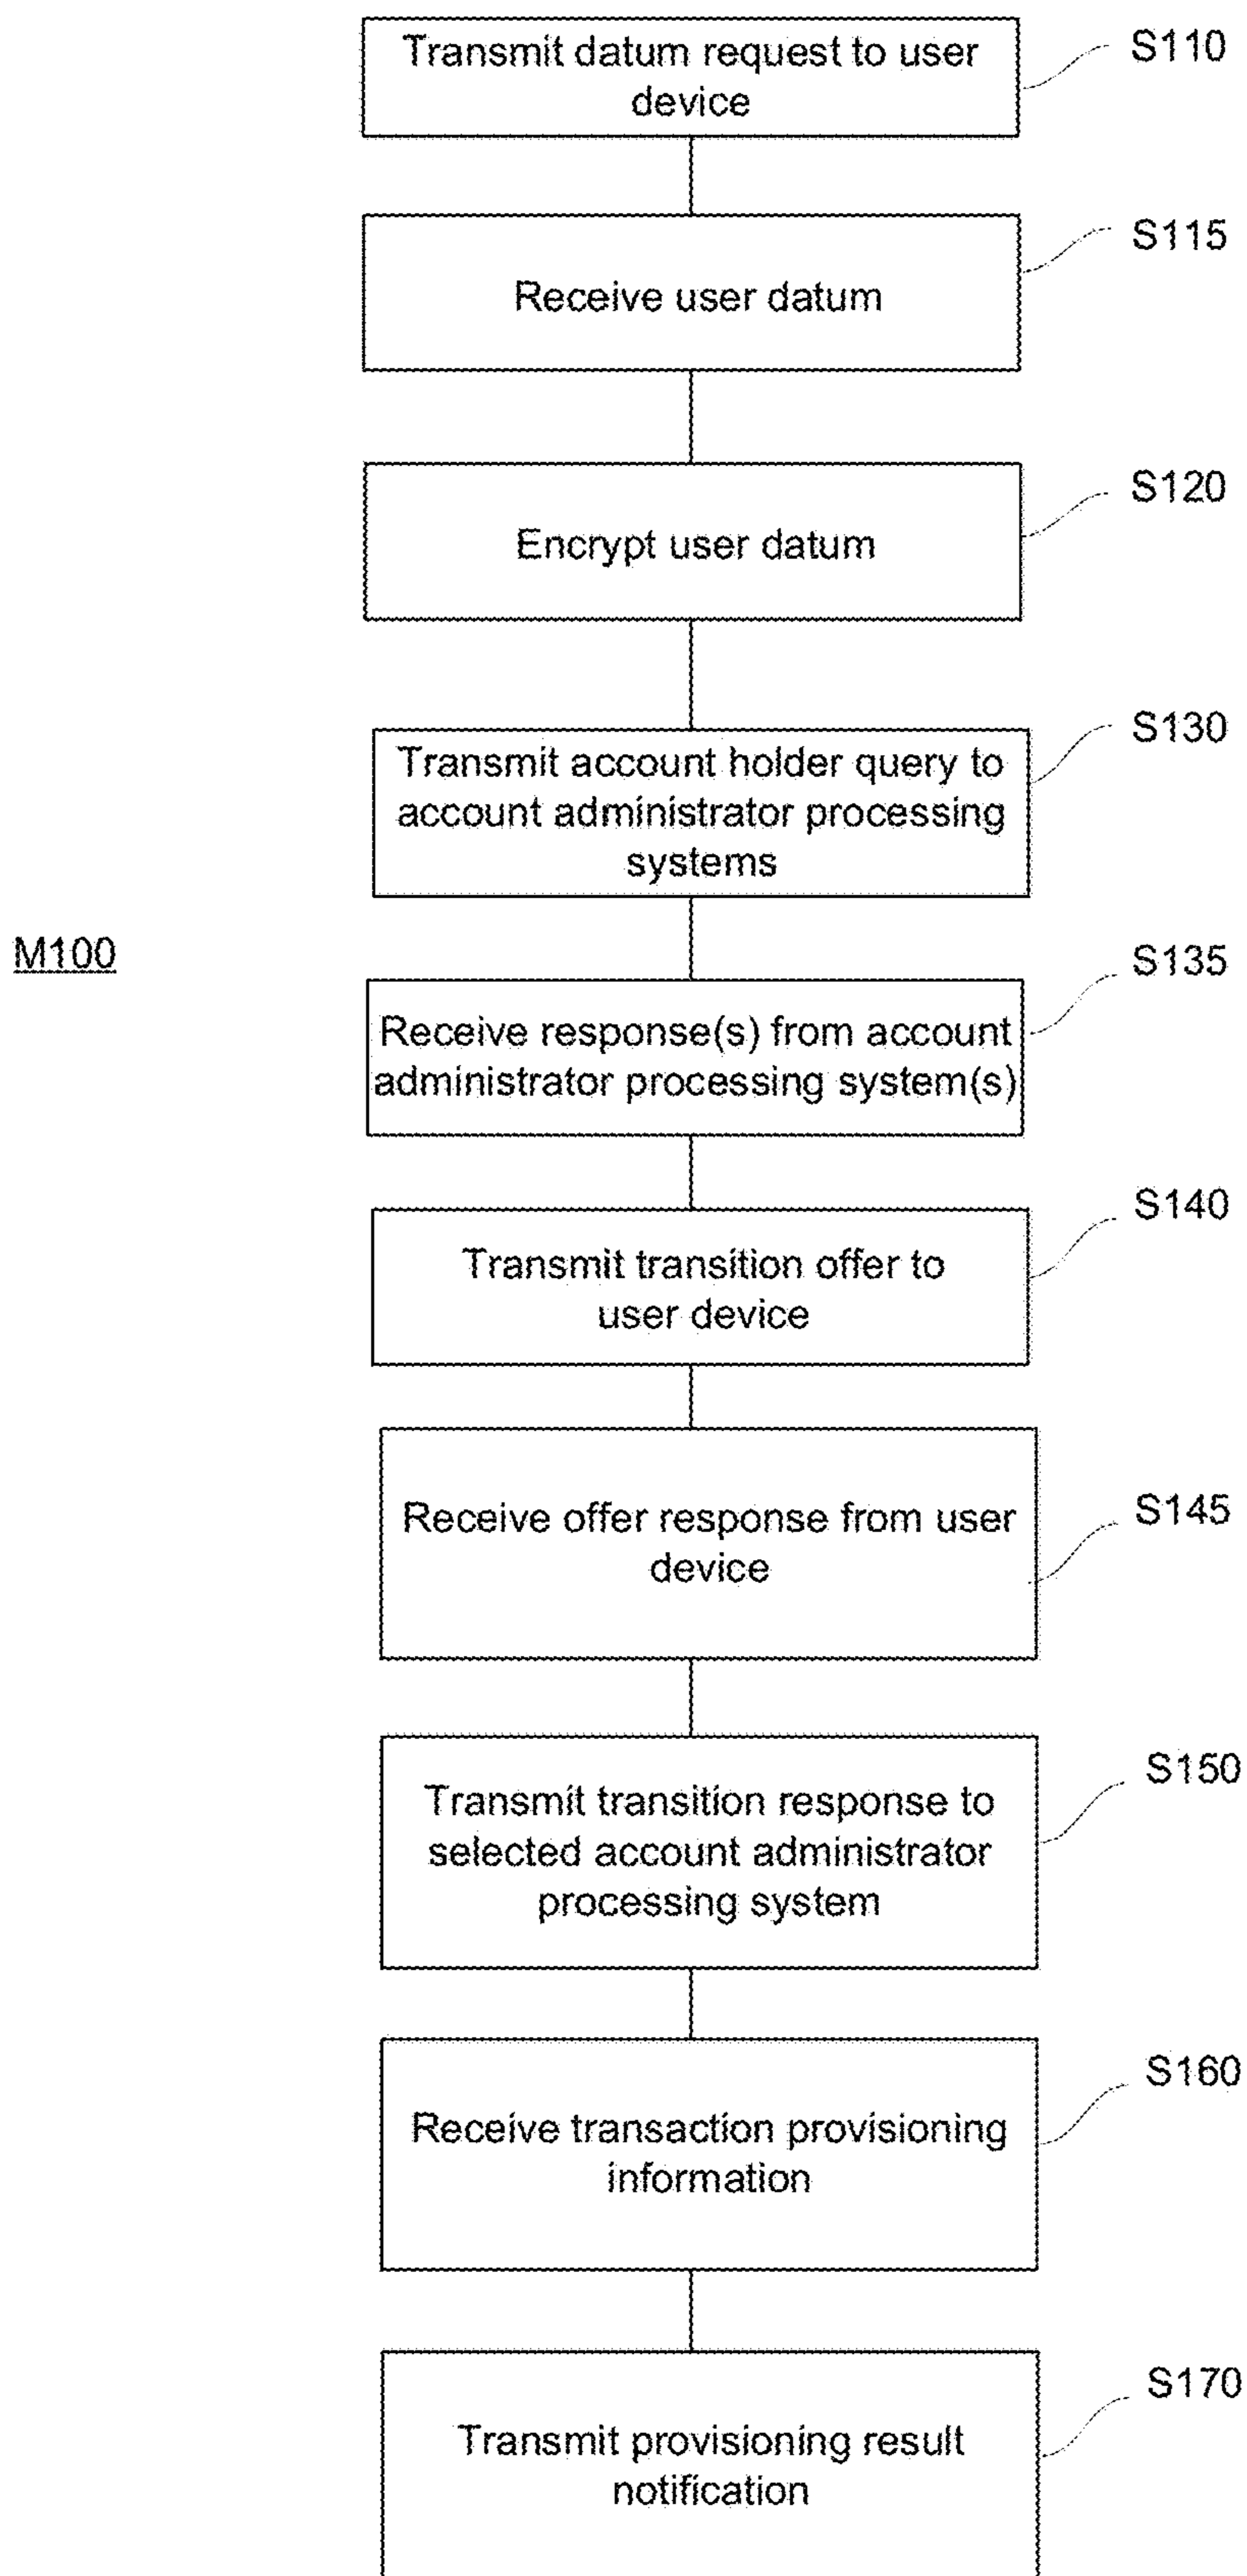 Transmit datum request to user
device
S110
Receive user datum
S115
Encrypt user datum
S120
Transmit account holder query to
account administrator processing
systems
S130
M100
Receive response(s) from account
administrator processing system(s)
S135
Transmit transition offer to
user device
S140
Receive offer response from user
device
S145
Transmit transition response to
selected account administrator
processing system
S150
Receive transaction provisioning
information
S160
Transmit provisioning result
notification
S170